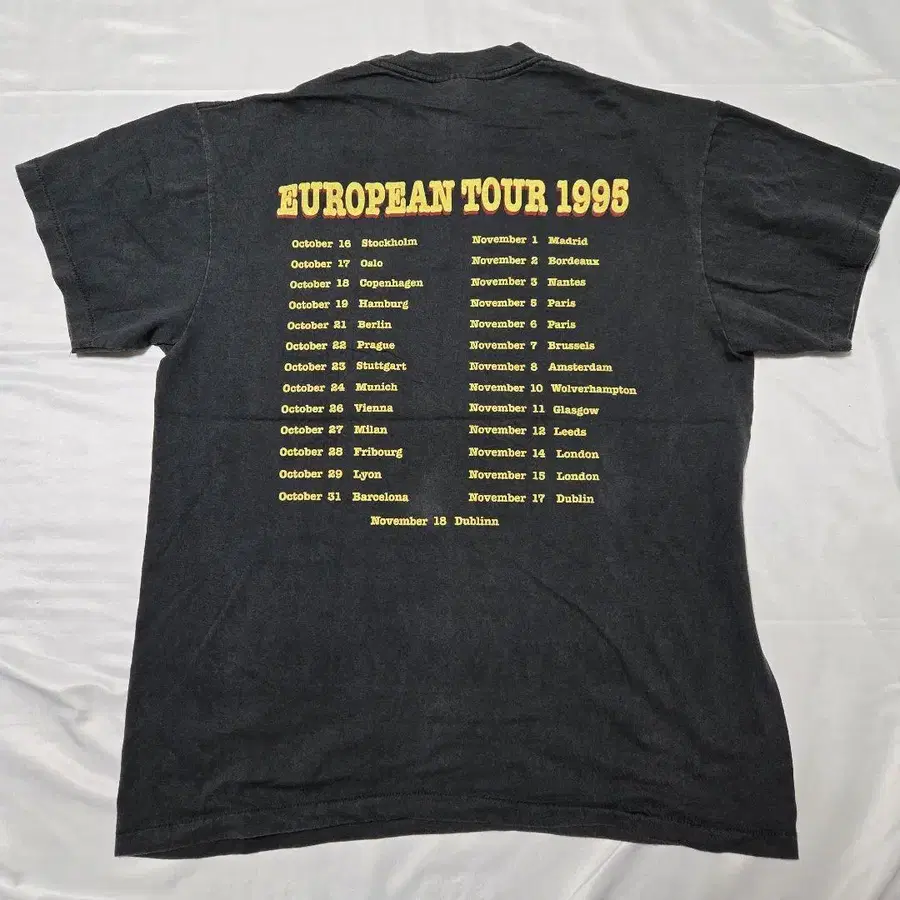 EUROPEAN TOUR 1995
October 16 Stockholm
October 17 Oslo
October 18 Copenhagen
October 19 Hamburg
October 21 Berlin
October 22 Prague
October 23 Stuttgart
October 24 Munich
October 26 Vienna
October 27 Milan
October 28 Fribourg
October 29 Lyon
October 31 Barcelona
November 1 Madrid
November 2 Bordeaux
November 3 Nantes
November 5 Paris
November 6 Paris
November 7 Brussels
November 8 Amsterdam
November 10 Wolverhampton
November 11 Glasgow
November 12 Leeds
November 14 London
November 15 London
November 17 Dublin
November 18 Dublinn